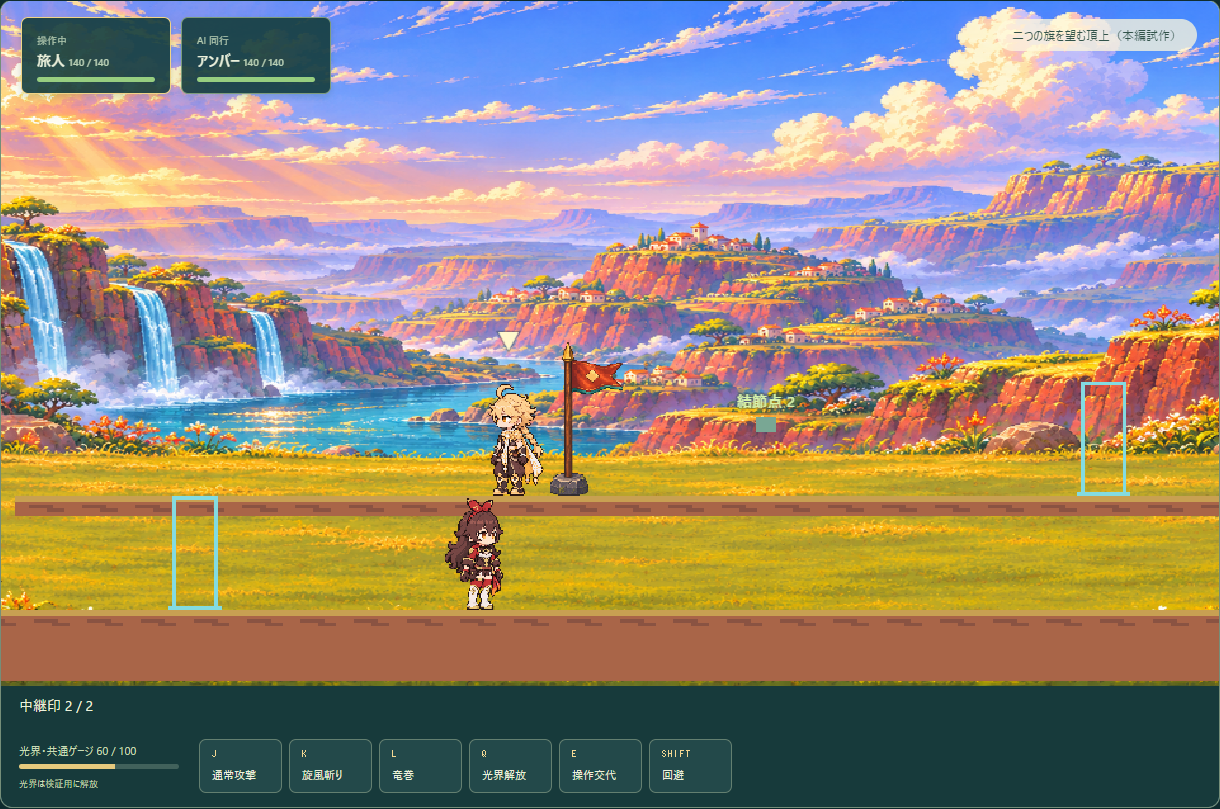 操作中
旅人 140 / 140
AI 同行
アンバー 140 / 140
二つの旗を望む頂上（本編試作）
結節点 2
中継印 2 / 2
光界・共通ゲージ 60 / 100
光界は検証用に解放
J
通常攻撃
K
旋風斬り
L
竜巻
Q
光界解放
E
操作交代
SHIFT
回避